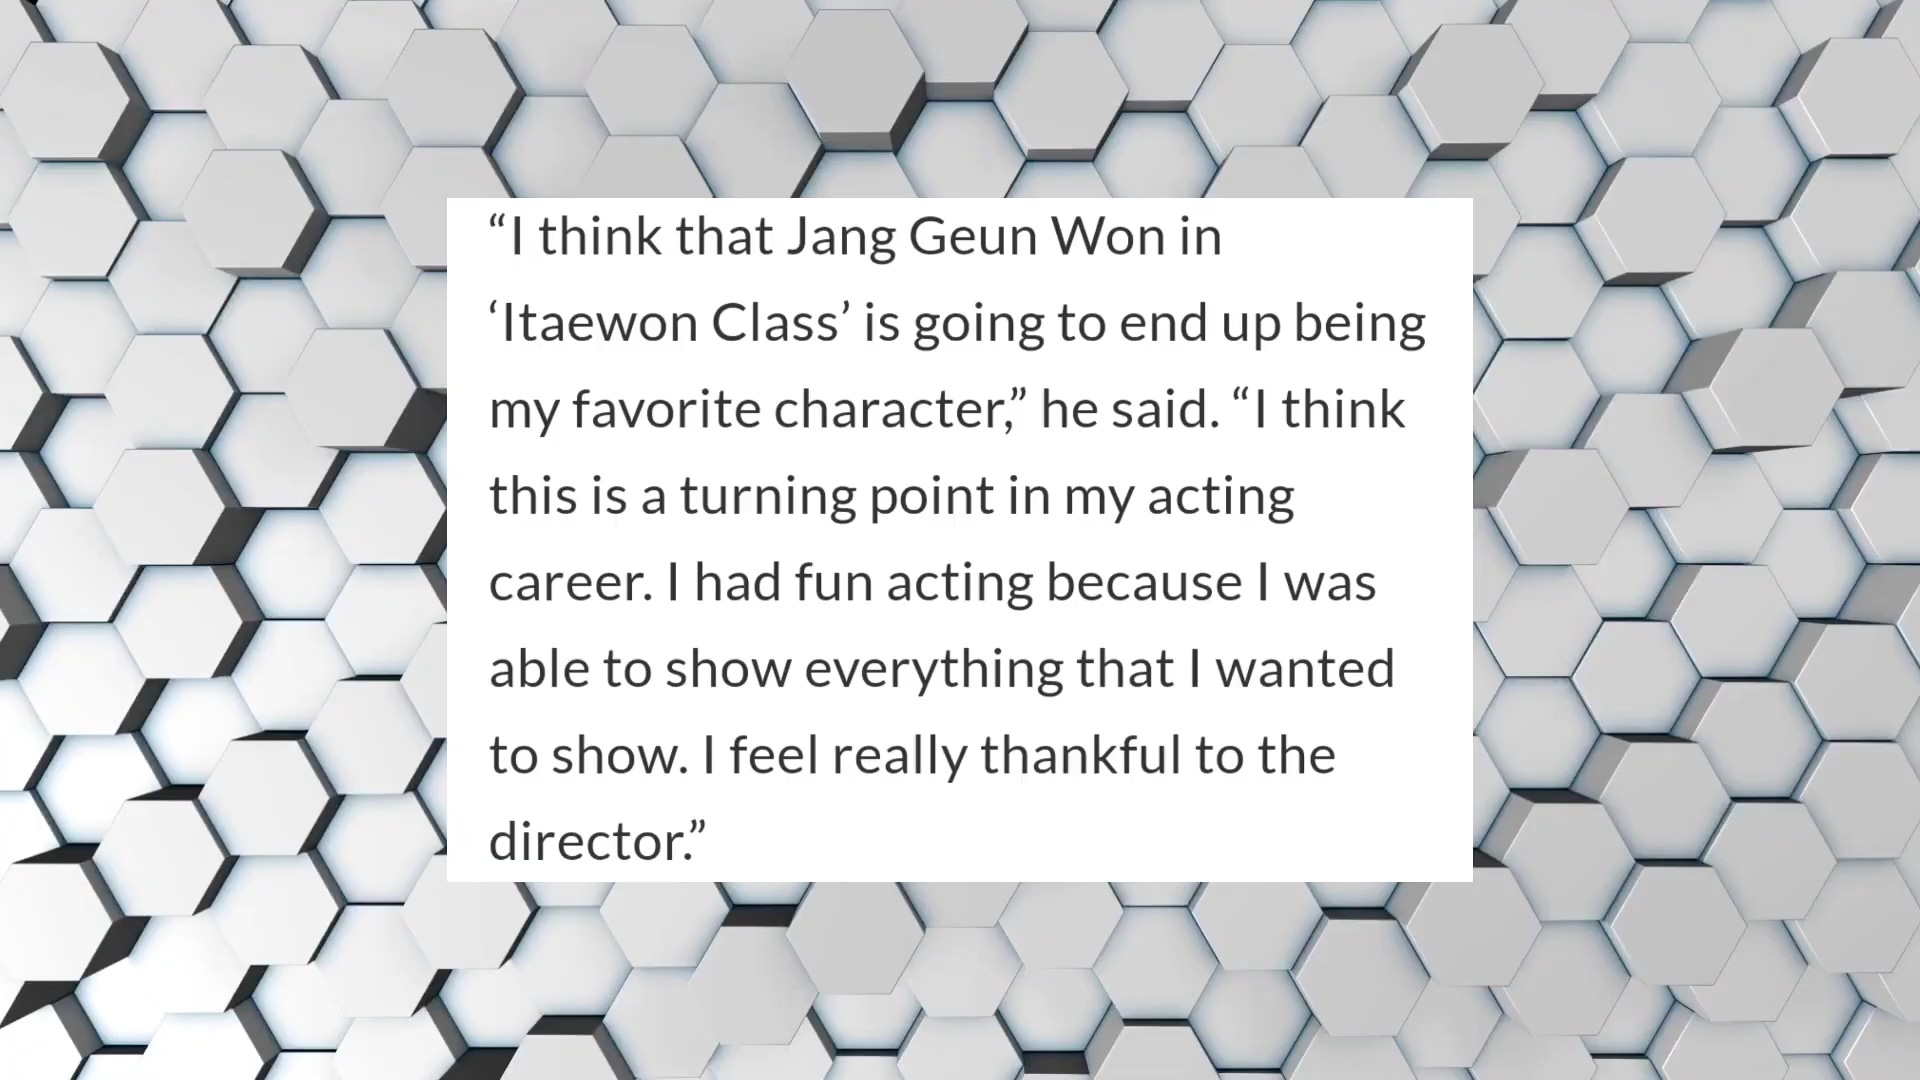 “I think that Jang Geun Won in
‘Itaewon Class’ is going to end up being
my favorite character,” he said. “I think
this is a turning point in my acting
career. I had fun acting because I was
able to show everything that I wanted
to show. I feel really thankful to the
director.”